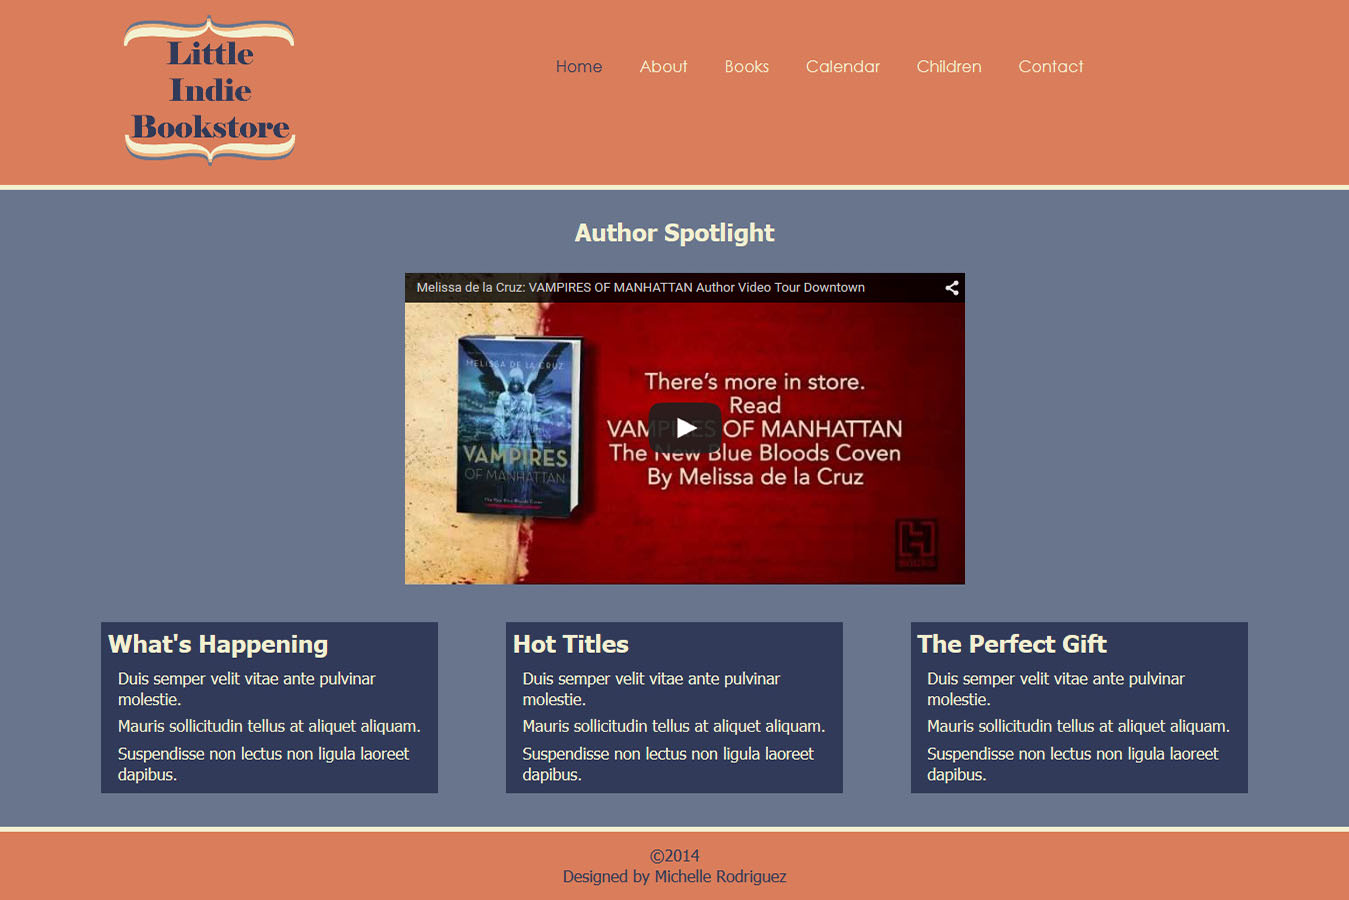 Little
Indie
Bookstore
Home About Books Calendar Children Contact
Author Spotlight
Melissa de la Cruz: VAMPIRES OF MANHATTAN Author Video Tour Downtown
MELISSA DE LA CRUZ
VAMPIRES
OF MANHATTAN
The New Blue Bloods Coven
There's more in store.
Read
VAMPIRES OF MANHATTAN
The New Blue Bloods Coven
By Melissa de la Cruz
BOOKS
What's Happening
Duis semper velit vitae ante pulvinar
molestie.
Mauris sollicitudin tellus at aliquet aliquam.
Suspendisse non lectus non ligula laoreet
dapibus.
Hot Titles
Duis semper velit vitae ante pulvinar
molestie.
Mauris sollicitudin tellus at aliquet aliquam.
Suspendisse non lectus non ligula laoreet
dapibus.
The Perfect Gift
Duis semper velit vitae ante pulvinar
molestie.
Mauris sollicitudin tellus at aliquet aliquam.
Suspendisse non lectus non ligula laoreet
dapibus.
©2014
Designed by Michelle Rodriguez